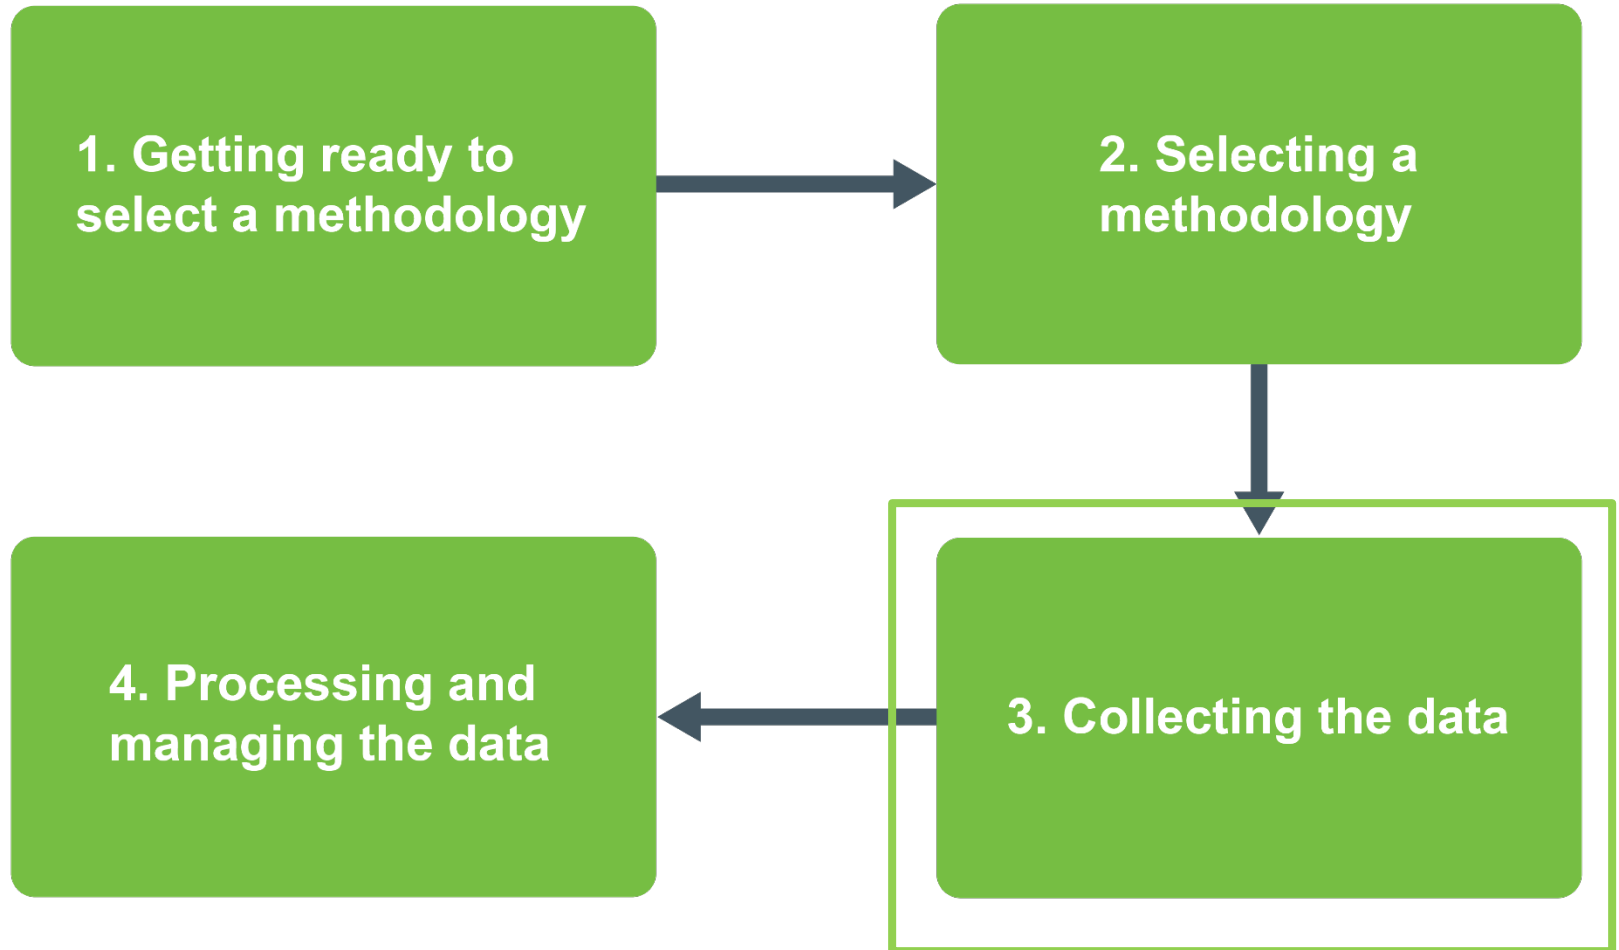 1. Getting ready to
select a methodology
2. Selecting a
methodology
3. Collecting the data
4. Processing and
managing the data